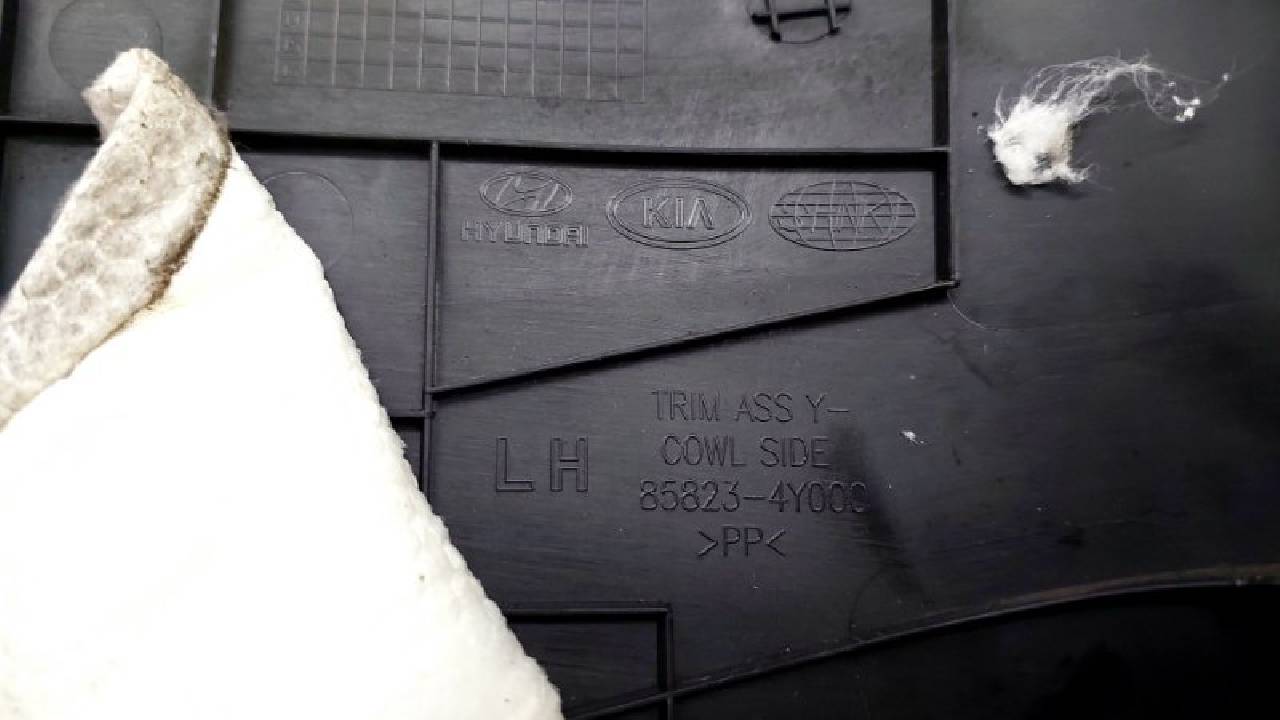 HYUNDAI
KIA
LH
TRIM ASS Y-
COWL SIDE
85823-4Y000
>PP<